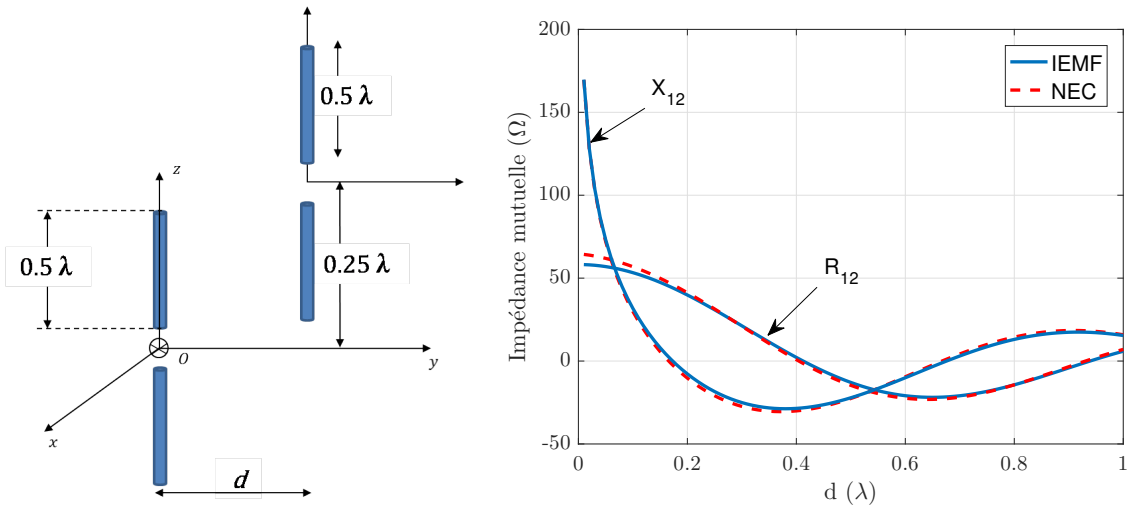 0.5 λ
z
0.5 λ
0.25 λ
O
y
x
d
200
150
100
50
0
-50
Impédance mutuelle (Ω)
IEMF
NEC
X12
R12
0
0.2
0.4
0.6
0.8
1
d (λ)